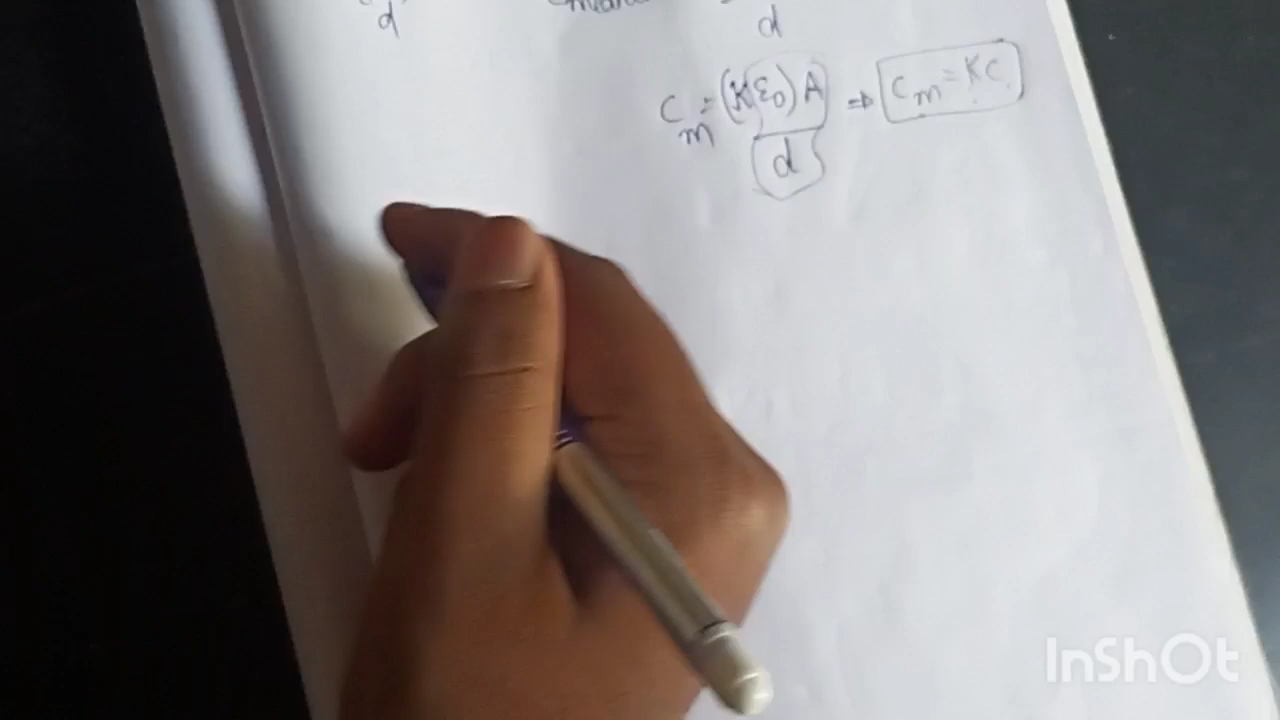 d
d
C_m = (Kε₀)A / d ⇒ C_m = KC
InShOt